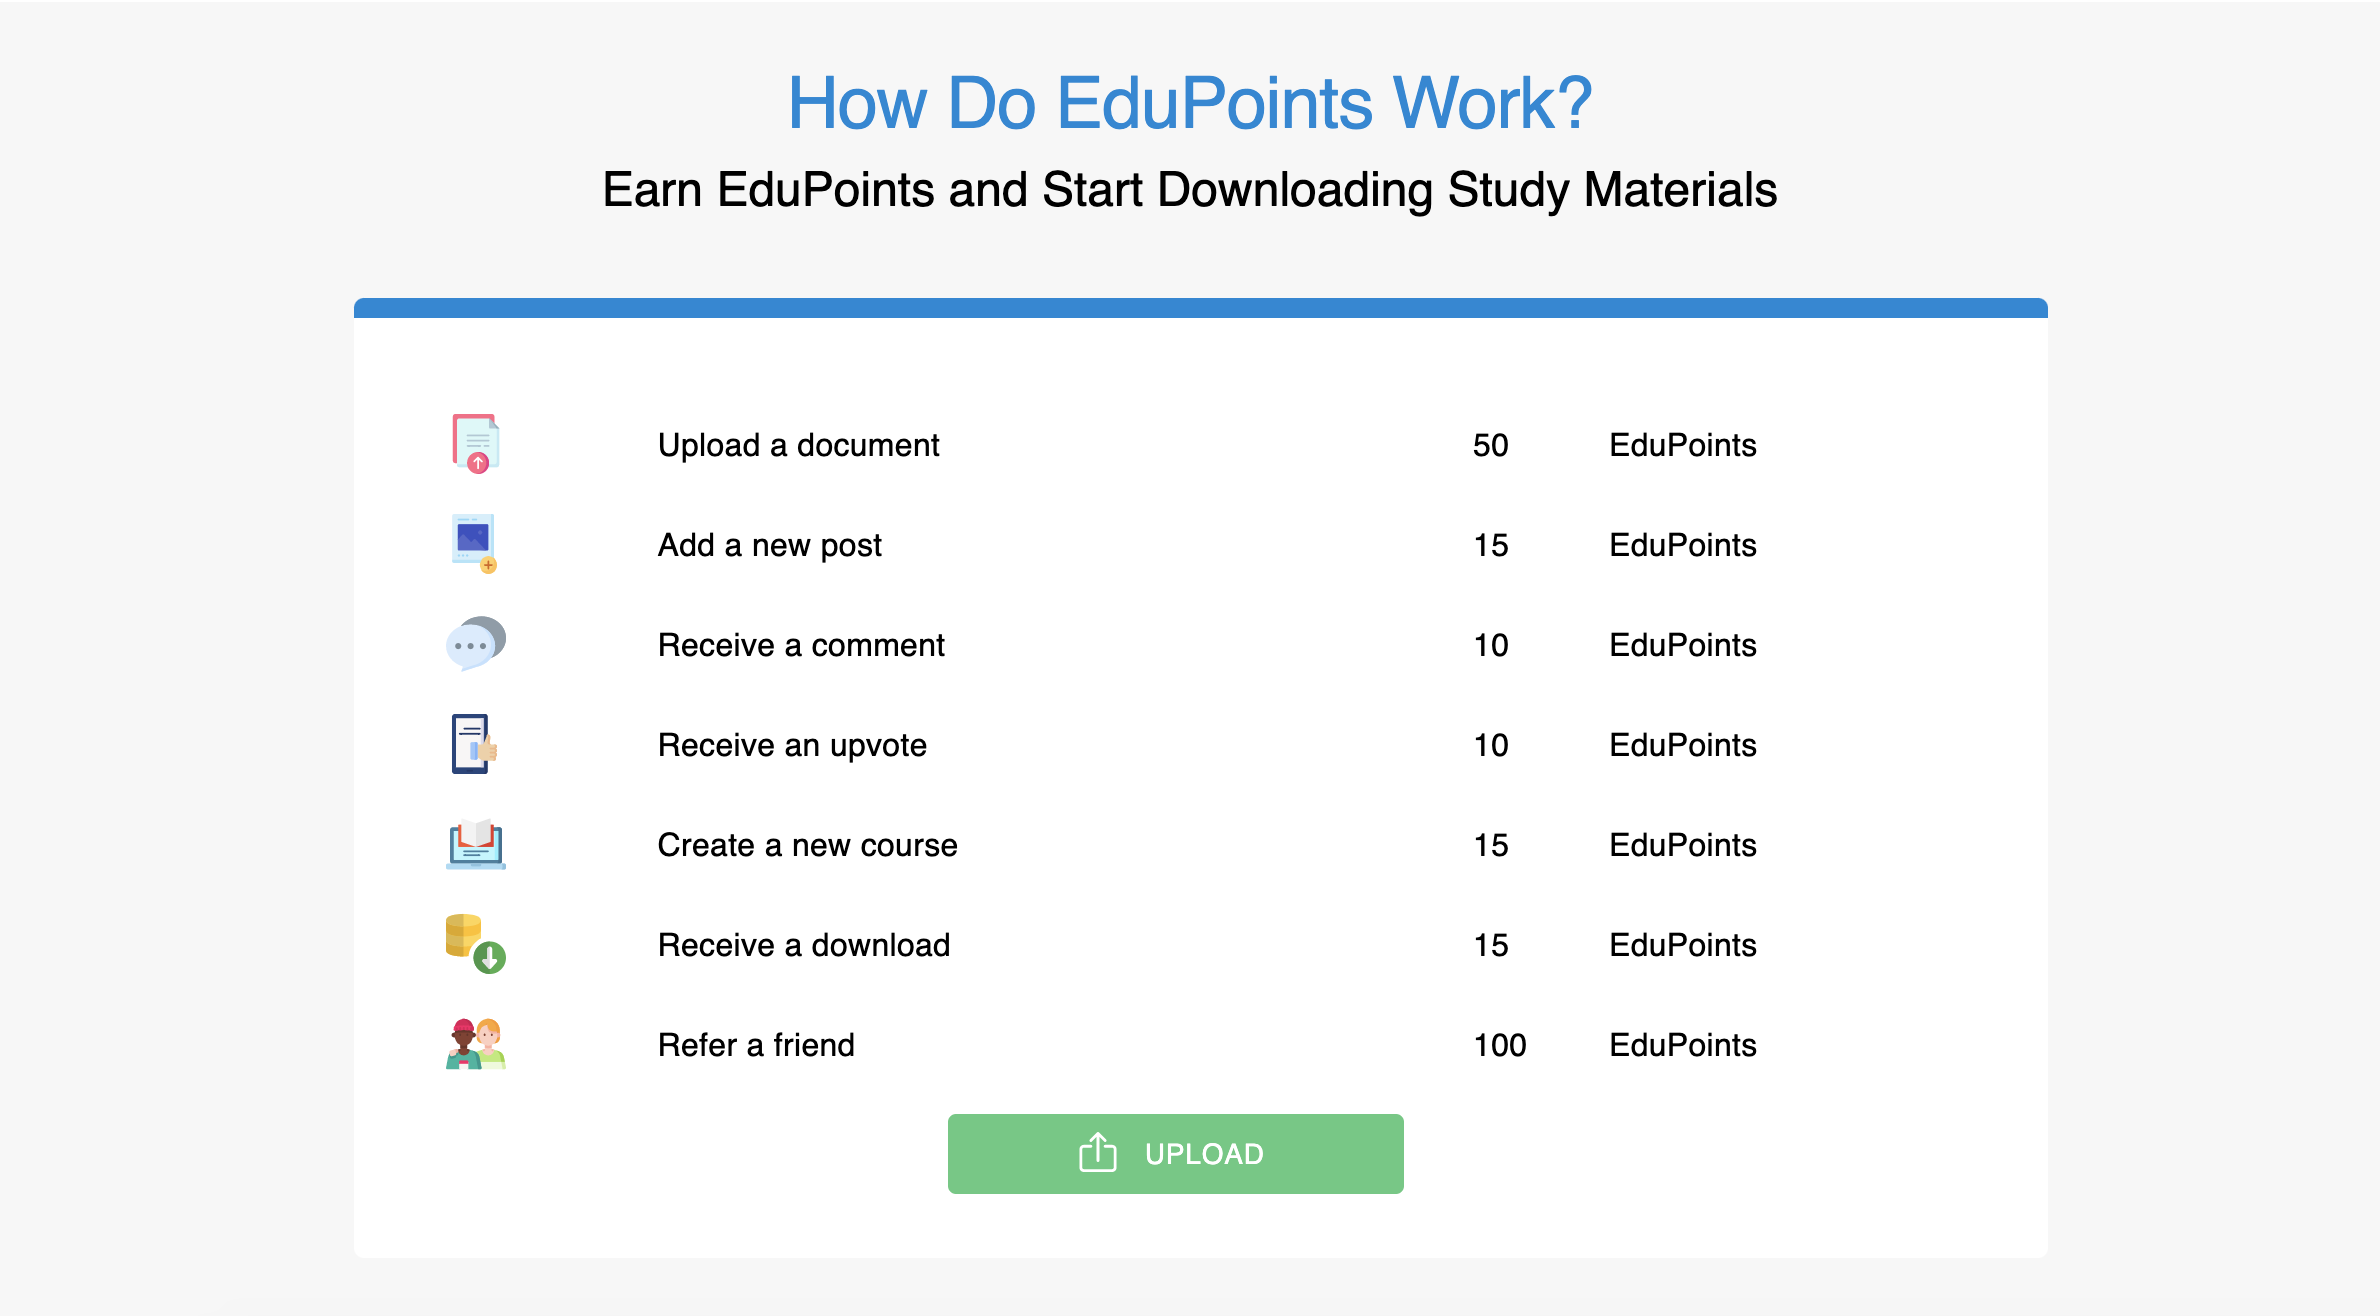 How Do EduPoints Work?
Earn EduPoints and Start Downloading Study Materials
Upload a document 50 EduPoints
Add a new post 15 EduPoints
Receive a comment 10 EduPoints
Receive an upvote 10 EduPoints
Create a new course 15 EduPoints
Receive a download 15 EduPoints
Refer a friend 100 EduPoints
UPLOAD